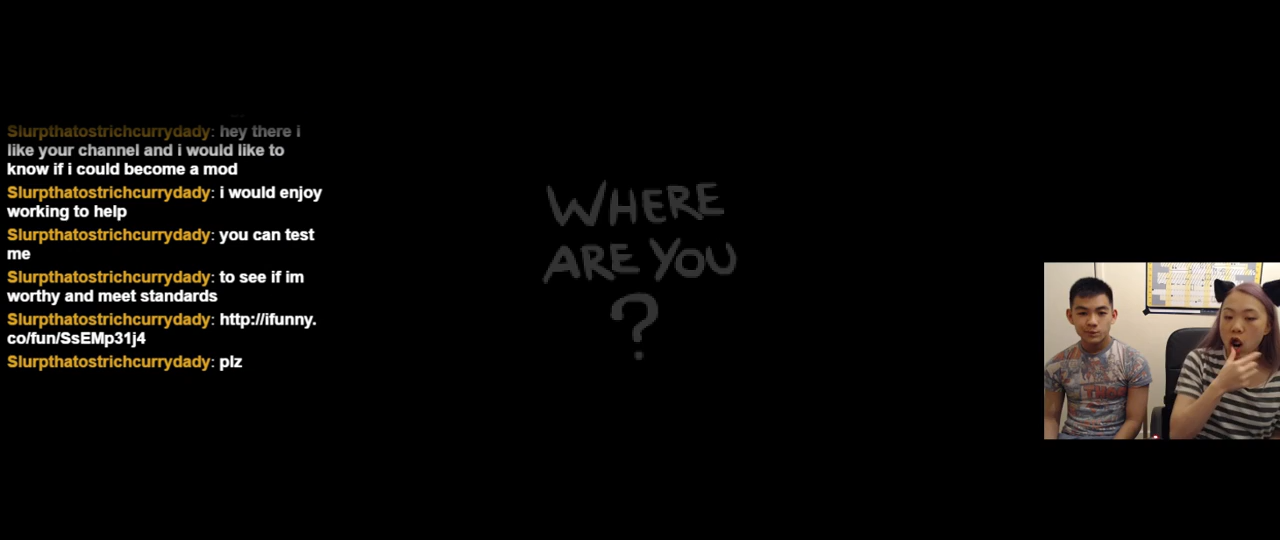 Slurpthatostrichcurrydady: hey there i
like your channel and i would like to
know if i could become a mod
Slurpthatostrichcurrydady: i would enjoy
working to help
Slurpthatostrichcurrydady: you can test
me
Slurpthatostrichcurrydady: to see if im
worthy and meet standards
Slurpthatostrichcurrydady: http://ifunny.
co/fun/SsEMp31j4
Slurpthatostrichcurrydady: plz
WHERE
ARE YOU
?